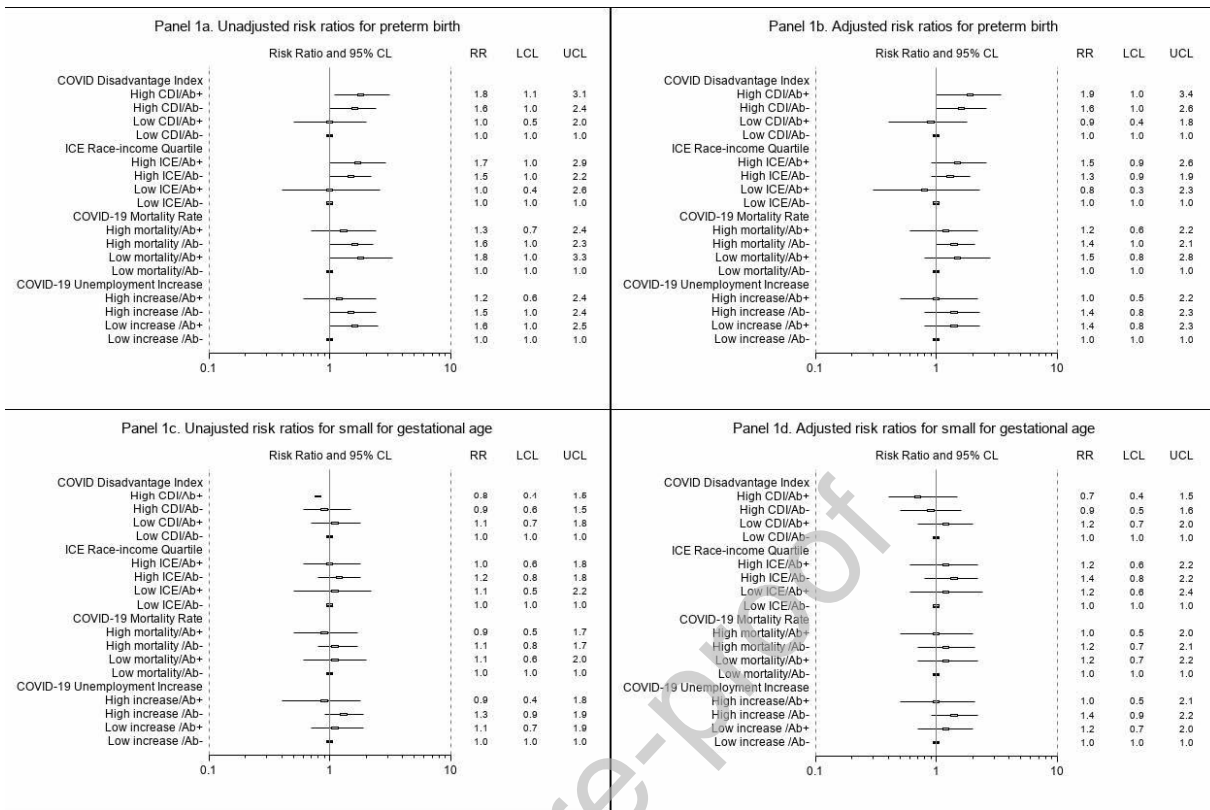 Panel 1a. Unadjusted risk ratios for preterm birth
Risk Ratio and 95% CL RR LCL UCL
COVID Disadvantage Index
High CDI/Ab+ 1.8 1.1 3.1
High CDI/Ab- 1.6 1.0 2.4
Low CDI/Ab+ 1.0 0.5 2.0
Low CDI/Ab- 1.0 1.0 1.0
ICE Race-income Quartile
High ICE/Ab+ 1.7 1.0 2.9
High ICE/Ab- 1.5 1.0 2.2
Low ICE/Ab+ 1.0 0.4 2.6
Low ICE/Ab- 1.0 1.0 1.0
COVID-19 Mortality Rate
High mortality/Ab+ 1.3 0.7 2.4
High mortality /Ab- 1.6 1.0 2.3
Low mortality/Ab+ 1.8 1.0 3.3
Low mortality/Ab- 1.0 1.0 1.0
COVID-19 Unemployment Increase
High increase/Ab+ 1.2 0.6 2.4
High increase /Ab- 1.5 1.0 2.4
Low increase /Ab+ 1.6 1.0 2.5
Low increase /Ab- 1.0 1.0 1.0
0.1 1 10
Panel 1b. Adjusted risk ratios for preterm birth
Risk Ratio and 95% CL RR LCL UCL
COVID Disadvantage Index
High CDI/Ab+ 1.9 1.0 3.4
High CDI/Ab- 1.6 1.0 2.6
Low CDI/Ab+ 0.9 0.4 1.8
Low CDI/Ab- 1.0 1.0 1.0
ICE Race-income Quartile
High ICE/Ab+ 1.5 0.9 2.6
High ICE/Ab- 1.3 0.9 1.9
Low ICE/Ab+ 0.8 0.3 2.3
Low ICE/Ab- 1.0 1.0 1.0
COVID-19 Mortality Rate
High mortality/Ab+ 1.2 0.6 2.2
High mortality /Ab- 1.4 1.0 2.1
Low mortality/Ab+ 1.5 0.8 2.8
Low mortality/Ab- 1.0 1.0 1.0
COVID-19 Unemployment Increase
High increase/Ab+ 1.0 0.5 2.2
High increase /Ab- 1.4 0.8 2.3
Low increase /Ab+ 1.4 0.8 2.3
Low increase /Ab- 1.0 1.0 1.0
0.1 1 10
Panel 1c. Unajusted risk ratios for small for gestational age
Risk Ratio and 95% CL RR LCL UCL
COVID Disadvantage Index
High CDI/Ab+ 0.8 0.4 1.5
High CDI/Ab- 0.9 0.6 1.5
Low CDI/Ab+ 1.1 0.7 1.8
Low CDI/Ab- 1.0 1.0 1.0
ICE Race-income Quartile
High ICE/Ab+ 1.0 0.6 1.8
High ICE/Ab- 1.2 0.8 1.8
Low ICE/Ab+ 1.1 0.5 2.2
Low ICE/Ab- 1.0 1.0 1.0
COVID-19 Mortality Rate
High mortality/Ab+ 0.9 0.5 1.7
High mortality /Ab- 1.1 0.8 1.7
Low mortality/Ab+ 1.1 0.6 2.0
Low mortality/Ab- 1.0 1.0 1.0
COVID-19 Unemployment Increase
High increase/Ab+ 0.9 0.4 1.8
High increase /Ab- 1.3 0.9 1.9
Low increase /Ab+ 1.1 0.7 1.9
Low increase /Ab- 1.0 1.0 1.0
0.1 1 10
Panel 1d. Adjusted risk ratios for small for gestational age
Risk Ratio and 95% CL RR LCL UCL
COVID Disadvantage Index
High CDI/Ab+ 0.7 0.4 1.5
High CDI/Ab- 0.9 0.5 1.6
Low CDI/Ab+ 1.2 0.7 2.0
Low CDI/Ab- 1.0 1.0 1.0
ICE Race-income Quartile
High ICE/Ab+ 1.2 0.6 2.2
High ICE/Ab- 1.4 0.8 2.2
Low ICE/Ab+ 1.2 0.6 2.4
Low ICE/Ab- 1.0 1.0 1.0
COVID-19 Mortality Rate
High mortality/Ab+ 1.0 0.5 2.0
High mortality /Ab- 1.2 0.7 2.1
Low mortality/Ab+ 1.2 0.7 2.2
Low mortality/Ab- 1.0 1.0 1.0
COVID-19 Unemployment Increase
High increase/Ab+ 1.0 0.5 2.1
High increase /Ab- 1.4 0.9 2.2
Low increase /Ab+ 1.2 0.7 2.0
Low increase /Ab- 1.0 1.0 1.0
0.1 1 10
re-proof